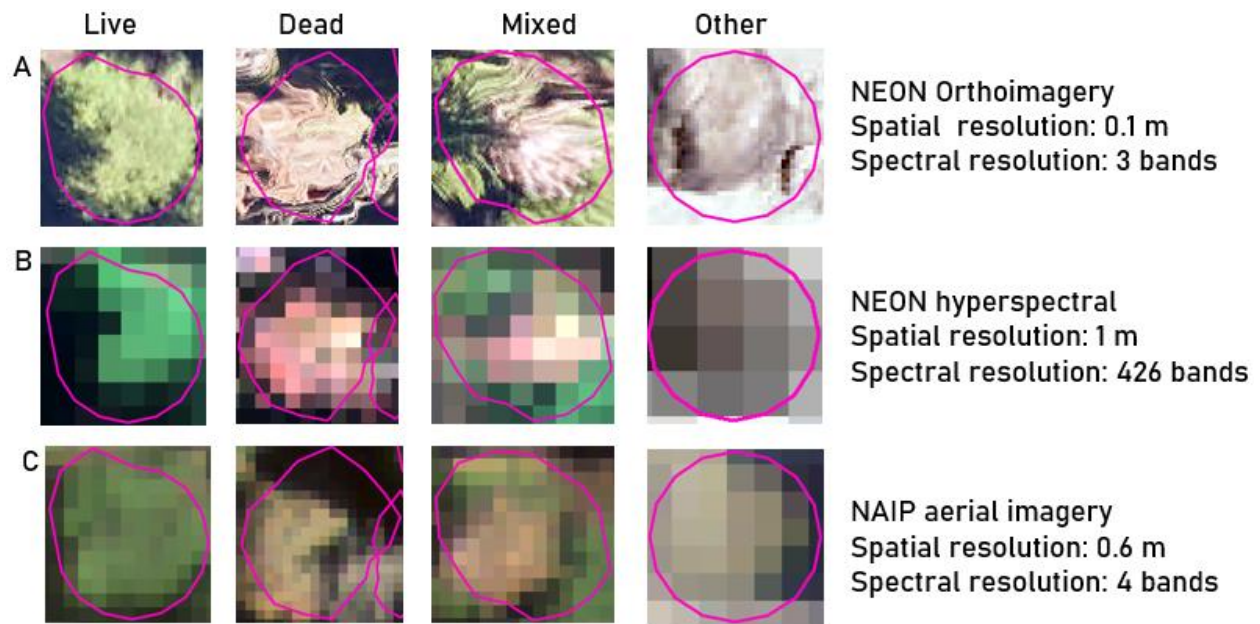 Live
Dead
Mixed
Other
A
NEON Orthoimagery
Spatial resolution: 0.1 m
Spectral resolution: 3 bands
B
NEON hyperspectral
Spatial resolution: 1 m
Spectral resolution: 426 bands
C
NAIP aerial imagery
Spatial resolution: 0.6 m
Spectral resolution: 4 bands